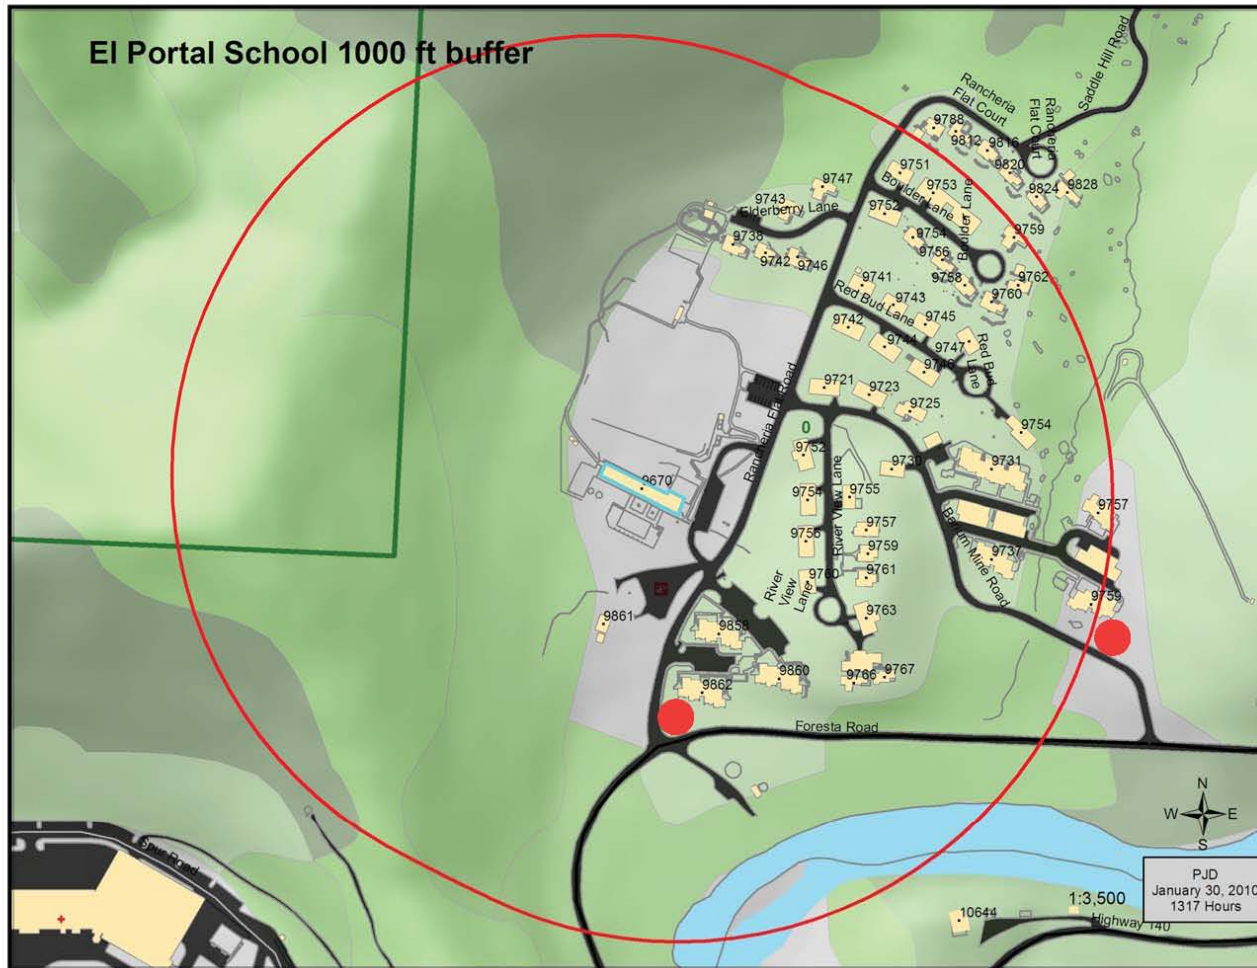 El Portal School 1000 ft buffer
Saddle Hill Road
Rancheria
Flat Court
Rancheria
Flat Court
9788
9812
9816
9820
9824
9828
9751
9753
Boulder Lane
Boulder Lane
9752
9754
9756
9758
9759
9762
9760
9747
9743
Elderberry Lane
9738
9742
9746
9741
Red Bud Lane
9743
9745
9742
9744
9747
9746
Red Bud
Lane
9754
Rancheria Flat Road
9721
9723
9725
0
9752
9730
9731
9670
9754
9755
River View Lane
9757
9756
9757
9759
9737
Barium Mine Road
9761
9760
River
View
Lane
9759
9763
9861
9858
9860
9766
9767
9862
Foresta Road
Spur Road
N
W E
S
PJD
January 30, 2010
1317 Hours
1:3,500
10644
Highway 140